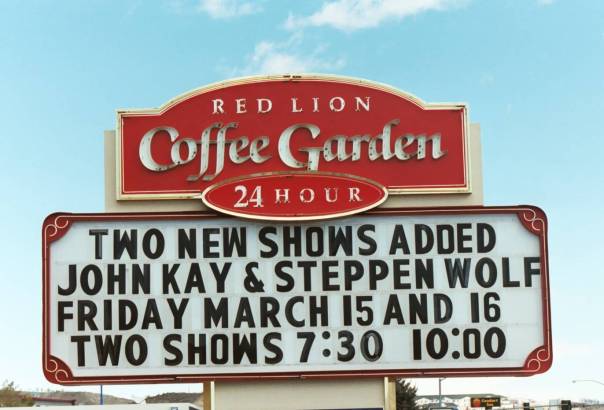 RED LION
Coffee Garden
24 HOUR
TWO NEW SHOWS ADDED
JOHN KAY & STEPPEN WOLF
FRIDAY MARCH 15 AND 16
TWO SHOWS 7:30 10:00